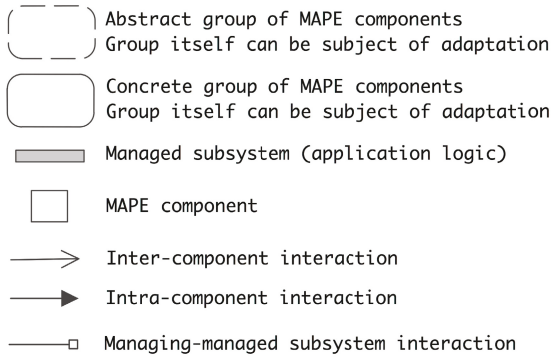 Abstract group of MAPE components
Group itself can be subject of adaptation
Concrete group of MAPE components
Group itself can be subject of adaptation
Managed subsystem (application logic)
MAPE component
Inter-component interaction
Intra-component interaction
Managing-managed subsystem interaction